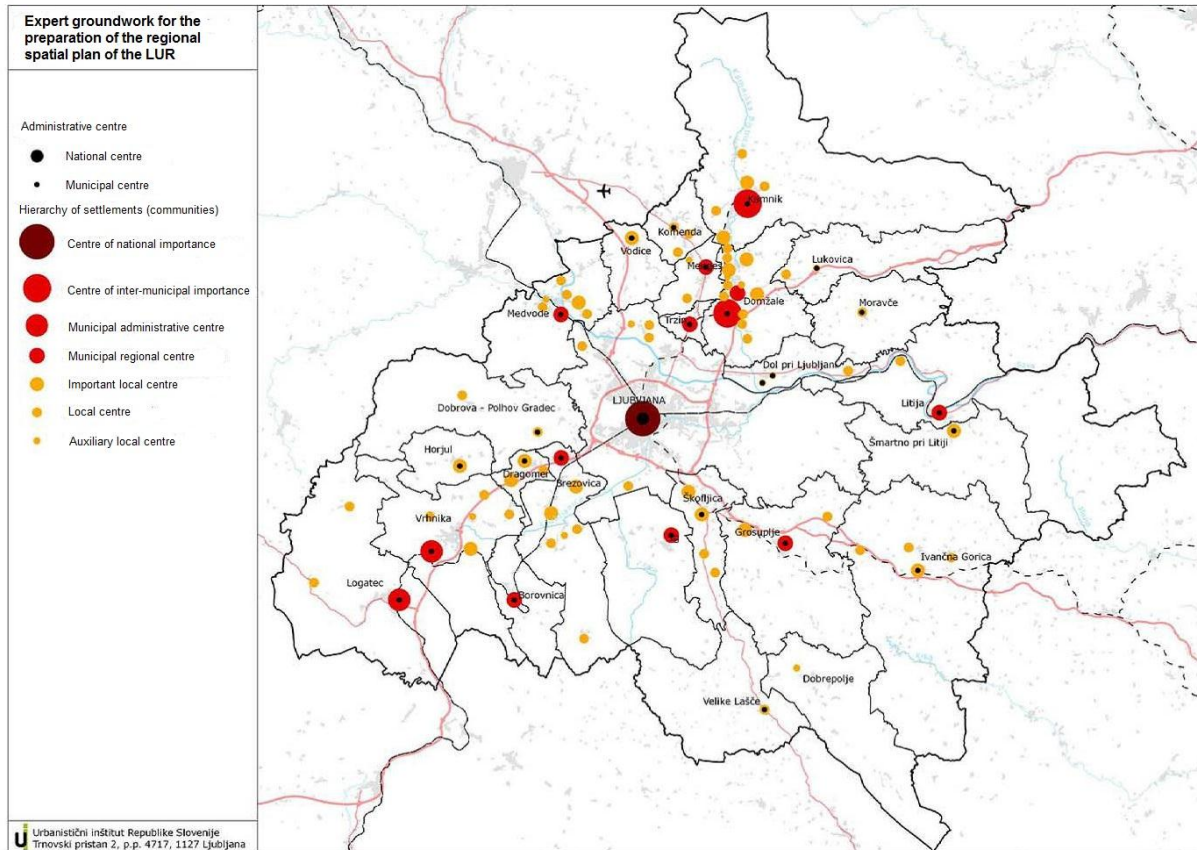 Expert groundwork for the
preparation of the regional
spatial plan of the LUR
Administrative centre
National centre
Municipal centre
Hierarchy of settlements (communities)
Centre of national importance
Centre of inter-municipal importance
Municipal administrative centre
Municipal regional centre
Important local centre
Local centre
Auxiliary local centre
Urbanistični inštitut Republike Slovenije
Trnovski pristan 2, p.p. 4717, 1127 Ljubljana
Kamnik
Komenda
Vodice
Lukovica
Domžale
Moravče
Medvode
Trzin
Dol pri Ljubljani
LJUBLJANA
Litija
Dobrova - Polhov Gradec
Šmartno pri Litiji
Horjul
Dragomer
Brezovica
Škofljica
Vrhnika
Grosuplje
Ivančna Gorica
Logatec
Borovnica
Dobrepolje
Velike Lašče